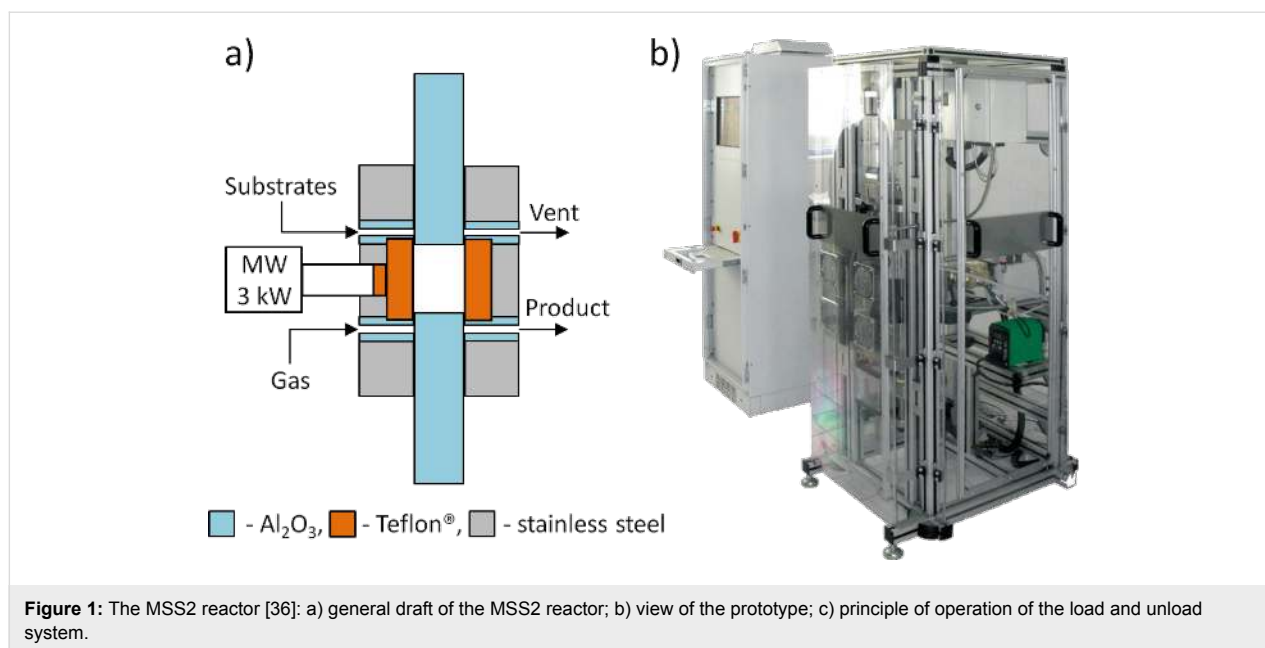 a)
b)
Substrates
Vent
MW
3 kW
Product
Gas
- Al₂O₃, - Teflon®, - stainless steel
Figure 1: The MSS2 reactor [36]: a) general draft of the MSS2 reactor; b) view of the prototype; c) principle of operation of the load and unload
system.